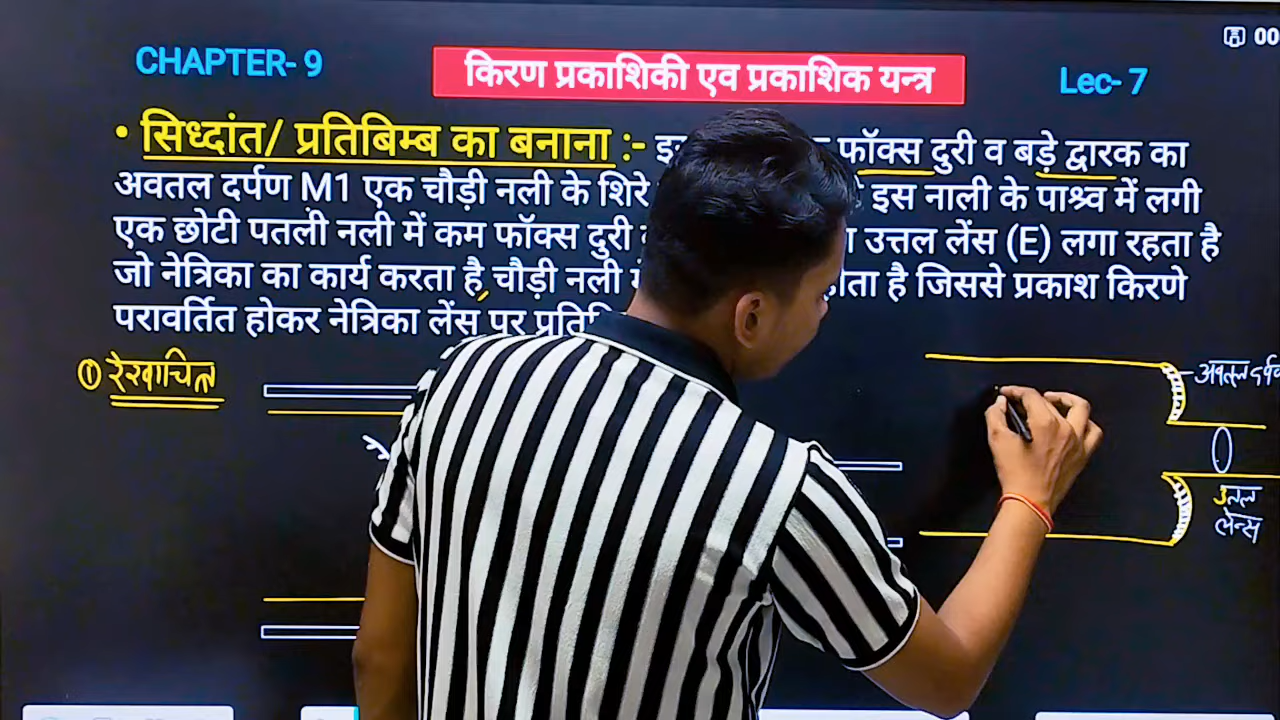 00
CHAPTER- 9
किरण प्रकाशिकी एव प्रकाशिक यन्त्र
Lec- 7
• सिध्दांत/ प्रतिबिम्ब का बनाना :- फॉक्स दुरी व बड़े द्वारक का
अवतल दर्पण M1 एक चौड़ी नली के शिरे इस नाली के पाश्र्व में लगी
एक छोटी पतली नली में कम फॉक्स दुरी उत्तल लेंस (E) लगा रहता है
जो नेत्रिका का कार्य करता है, चौड़ी नली है जिससे प्रकाश किरणे
परावर्तित होकर नेत्रिका लेंस पर
① रेखाचित्र
अवतल
उत्तल
लेन्स